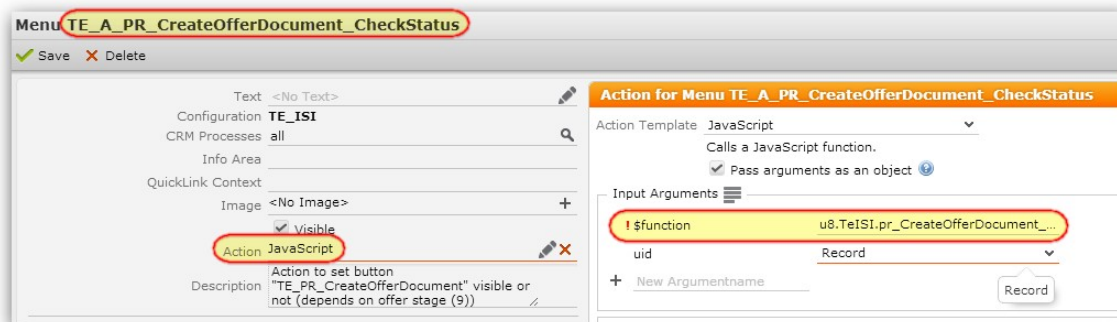 Menu TE_A_PR_CreateOfferDocument_CheckStatus
Save Delete
Text <No Text>
Configuration TE_ISI
CRM Processes all
Info Area
QuickLink Context
Image <No Image>
Visible
Action JavaScript
Description Action to set button
"TE_PR_CreateOfferDocument" visible or
not (depends on offer stage (9))
Action for Menu TE_A_PR_CreateOfferDocument_CheckStatus
Action Template JavaScript
Calls a JavaScript function.
Pass arguments as an object
Input Arguments
! $function u8.TeISI.pr_CreateOfferDocument_...
uid Record
+ New Argumentname
Record